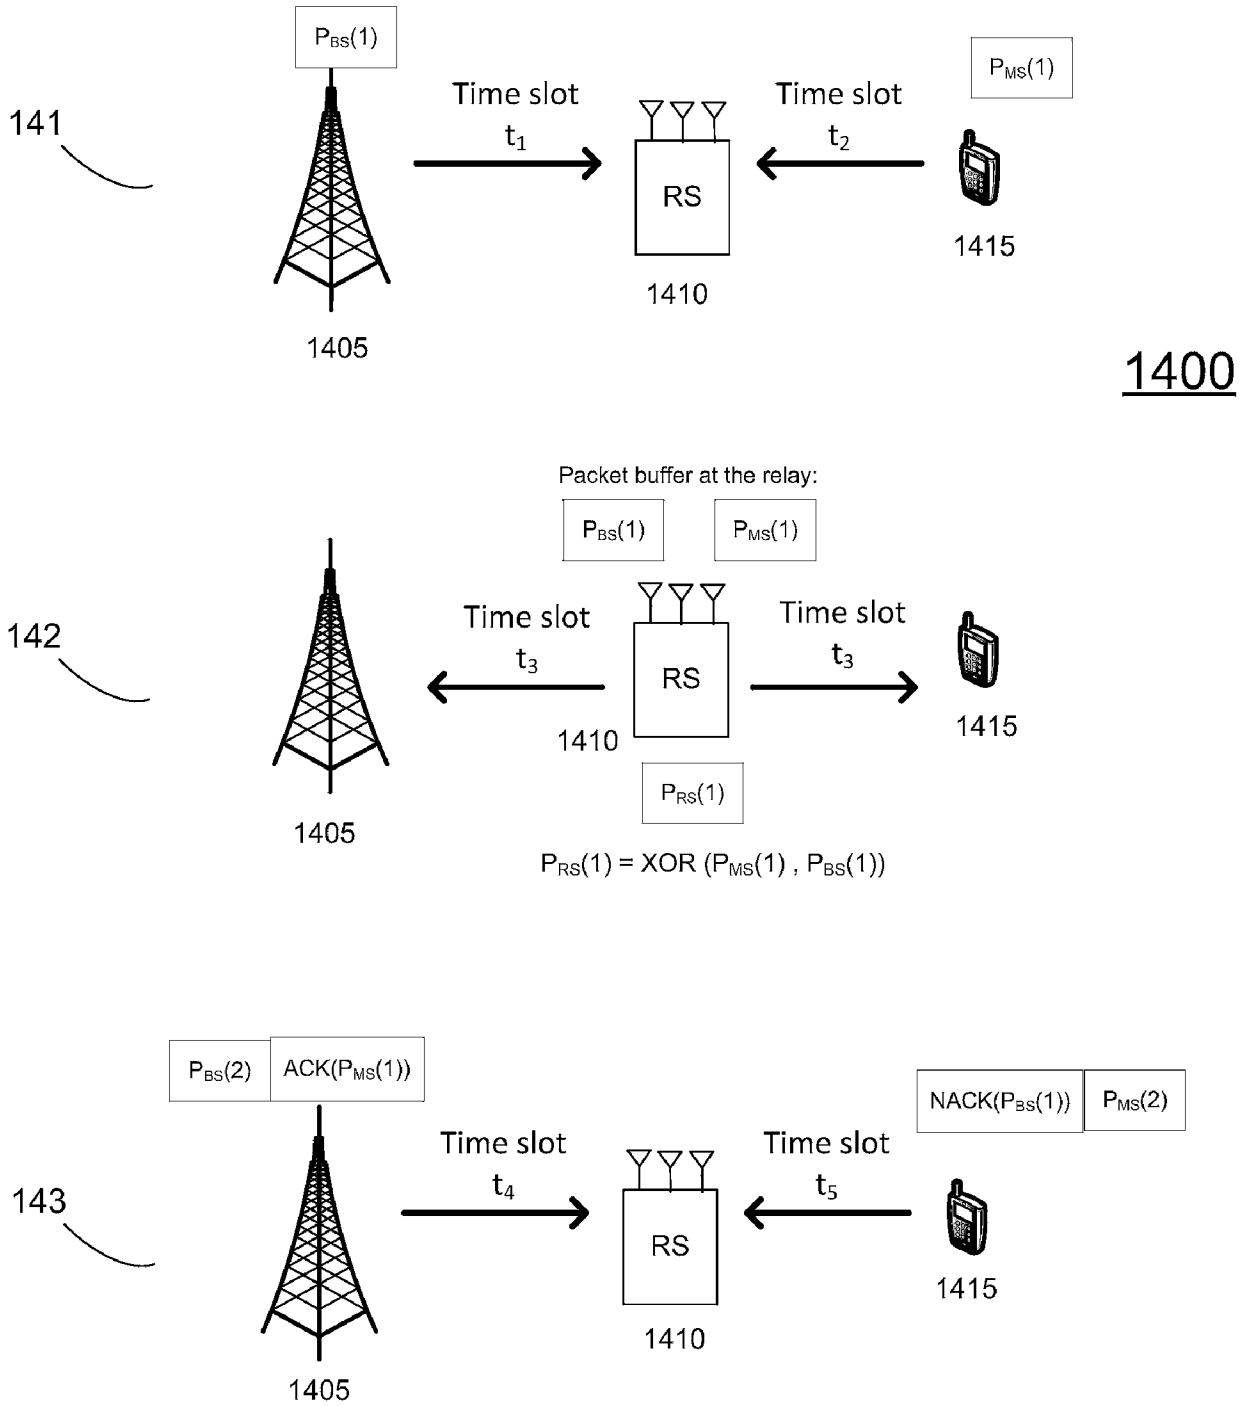 P_BS(1)
P_MS(1)
Time slot
t_1
Time slot
t_2
141
RS
1415
1410
1405
1400
Packet buffer at the relay:
P_BS(1)
P_MS(1)
Time slot
t_3
Time slot
t_3
142
RS
1410
1415
P_RS(1)
1405
P_RS(1) = XOR (P_MS(1) , P_BS(1))
P_BS(2)
ACK(P_MS(1))
NACK(P_BS(1))
P_MS(2)
Time slot
t_4
Time slot
t_5
143
RS
1415
1410
1405